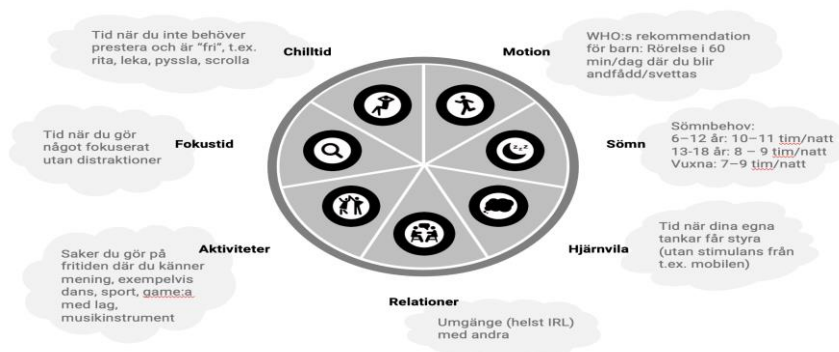 Tid när du inte behöver
prestera och är "fri", t.ex.
rita, leka, pyssla, scrolla
Chilltid
Motion
WHO:s rekommendation
för barn: Rörelse i 60
min/dag där du blir
andfådd/svettas
Tid när du gör
något fokuserat
utan distraktioner
Fokustid
Sömn
Sömnbehov:
6–12 år: 10–11 tim/natt
13-18 år: 8 – 9 tim/natt
Vuxna: 7–9 tim/natt
Saker du gör på
fritiden där du känner
mening, exempelvis
dans, sport, game:a
med lag,
musikinstrument
Aktiviteter
Hjärnvila
Tid när dina egna
tankar får styra
(utan stimulans från
t.ex. mobilen)
Relationer
Umgänge (helst IRL)
med andra